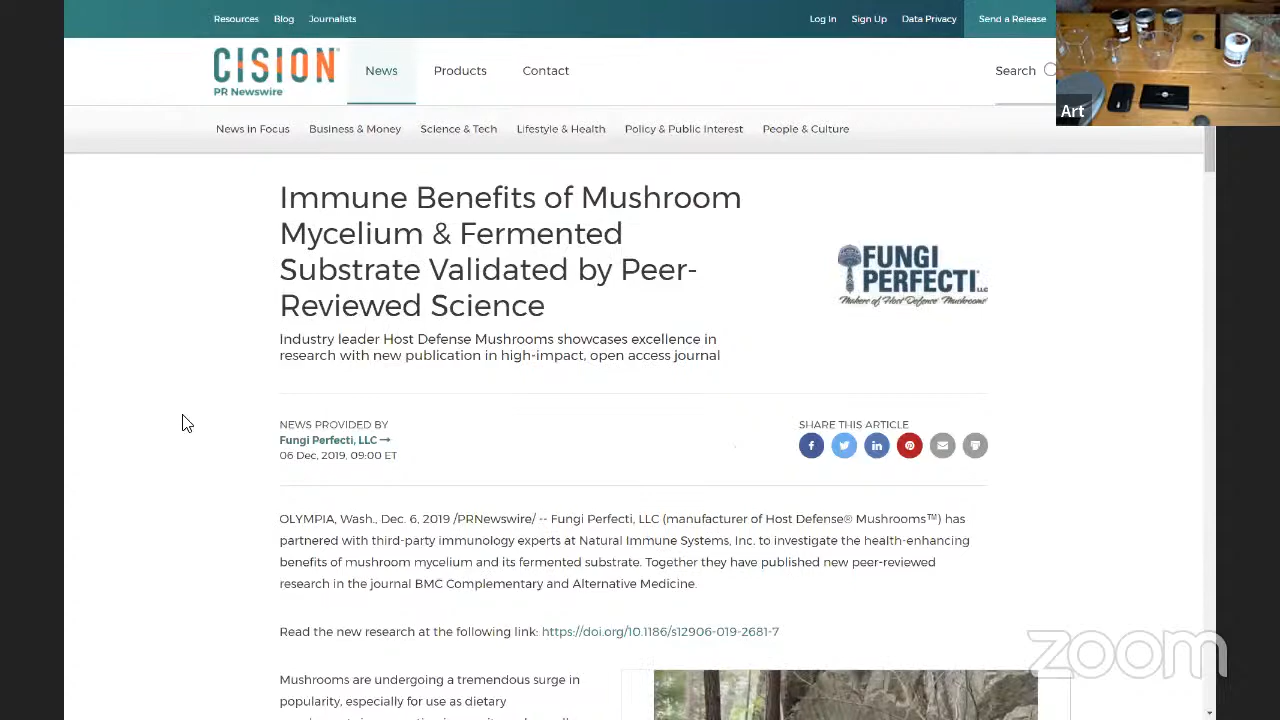 Resources Blog Journalists Log In Sign Up Data Privacy Send a Release
CISION
PR Newswire
News Products Contact Search
Art
News in Focus Business & Money Science & Tech Lifestyle & Health Policy & Public Interest People & Culture
Immune Benefits of Mushroom
Mycelium & Fermented
Substrate Validated by Peer-
Reviewed Science
FUNGI
PERFECTI LLC
Makers of Host Defense Mushrooms
Industry leader Host Defense Mushrooms showcases excellence in
research with new publication in high-impact, open access journal
NEWS PROVIDED BY
Fungi Perfecti, LLC →
06 Dec, 2019, 09:00 ET
SHARE THIS ARTICLE
OLYMPIA, Wash., Dec. 6, 2019 /PRNewswire/ -- Fungi Perfecti, LLC (manufacturer of Host Defense® Mushrooms™) has
partnered with third-party immunology experts at Natural Immune Systems, Inc. to investigate the health-enhancing
benefits of mushroom mycelium and its fermented substrate. Together they have published new peer-reviewed
research in the journal BMC Complementary and Alternative Medicine.
Read the new research at the following link: https://doi.org/10.1186/s12906-019-2681-7
zoom
Mushrooms are undergoing a tremendous surge in
popularity, especially for use as dietary